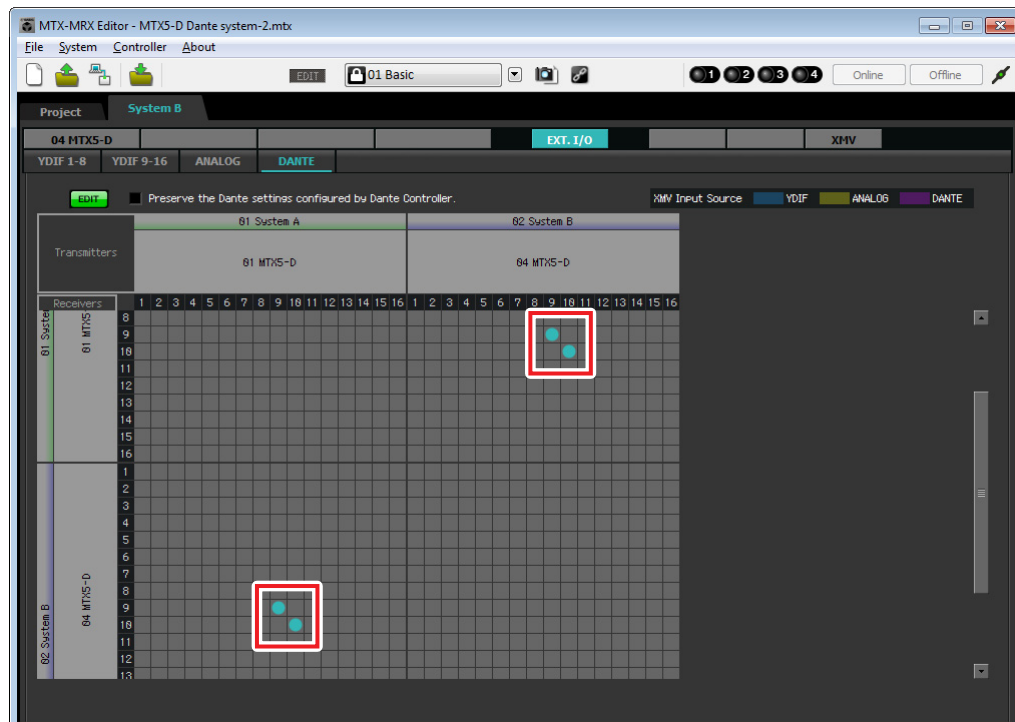 MTX-MRX Editor - MTX5-D Dante system-2.mtx
File System Controller About
EDIT 01 Basic 1 2 3 4 Online Offline
Project System B
04 MTX5-D EXT. I/O XMV
YDIF 1-8 YDIF 9-16 ANALOG DANTE
EDIT Preserve the Dante settings configured by Dante Controller. XMV Input Source YDIF ANALOG DANTE
01 System A 02 System B
Transmitters
01 MTX5-D 04 MTX5-D
Receivers 1 2 3 4 5 6 7 8 9 10 11 12 13 14 15 16 1 2 3 4 5 6 7 8 9 10 11 12 13 14 15 16
01 System
01 MTX5-
8
9
10
11
12
13
14
15
16
02 System B
04 MTX5-D
1
2
3
4
5
6
7
8
9
10
11
12
13